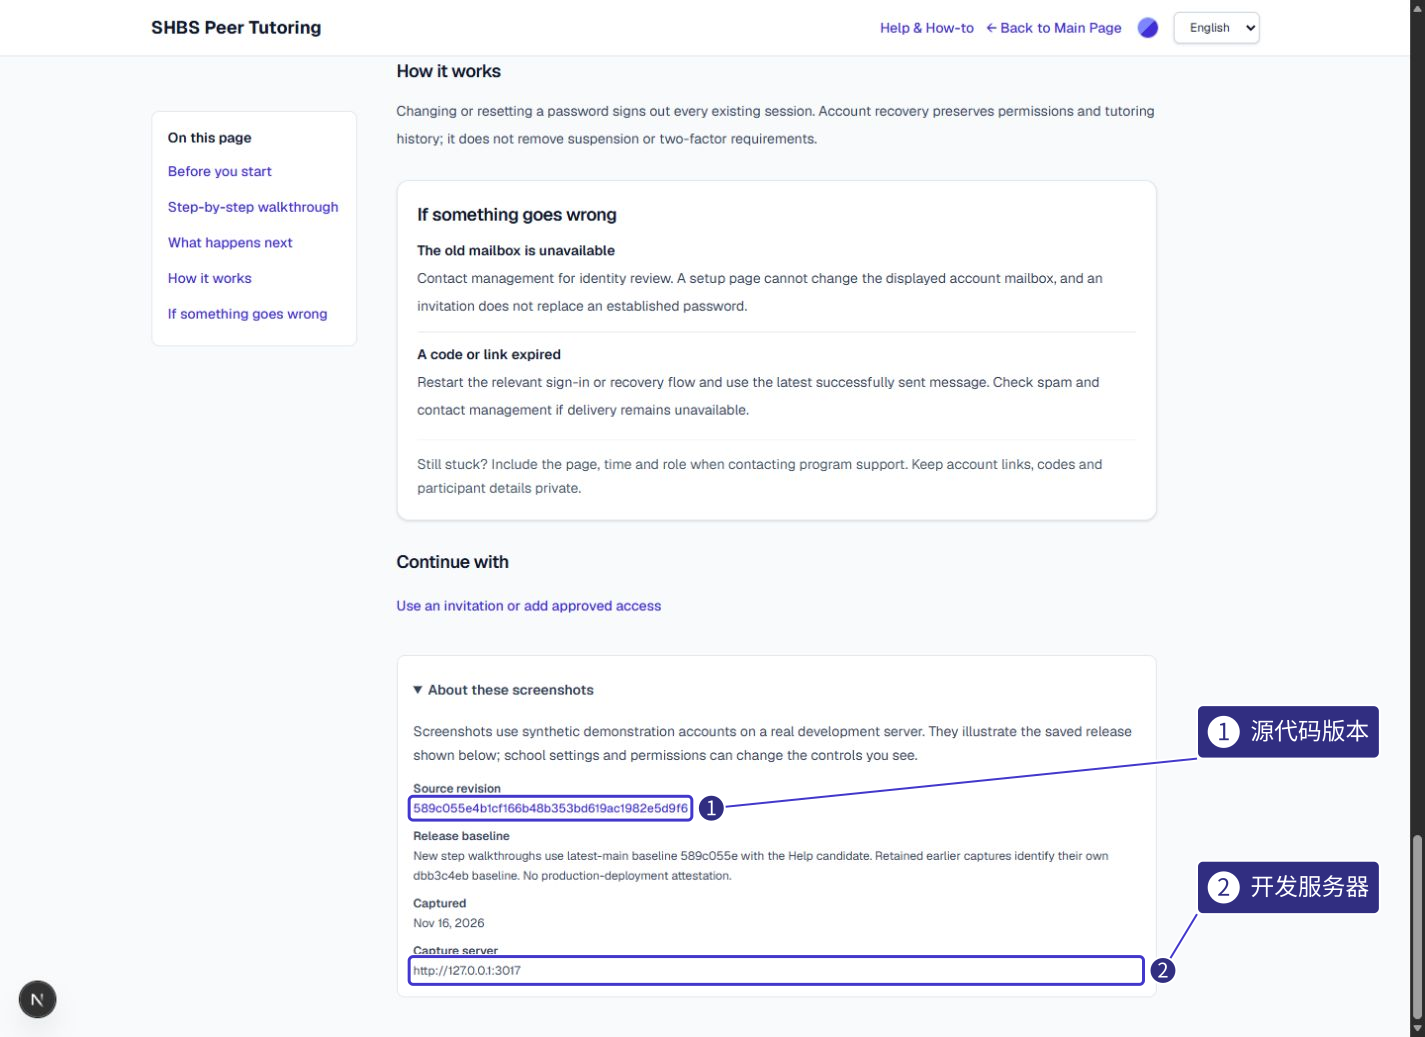 SHBS Peer Tutoring
Help & How-to
← Back to Main Page
English
On this page
Before you start
Step-by-step walkthrough
What happens next
How it works
If something goes wrong
How it works
Changing or resetting a password signs out every existing session. Account recovery preserves permissions and tutoring
history; it does not remove suspension or two-factor requirements.
If something goes wrong
The old mailbox is unavailable
Contact management for identity review. A setup page cannot change the displayed account mailbox, and an
invitation does not replace an established password.
A code or link expired
Restart the relevant sign-in or recovery flow and use the latest successfully sent message. Check spam and
contact management if delivery remains unavailable.
Still stuck? Include the page, time and role when contacting program support. Keep account links, codes and
participant details private.
Continue with
Use an invitation or add approved access
▼ About these screenshots
Screenshots use synthetic demonstration accounts on a real development server. They illustrate the saved release
shown below; school settings and permissions can change the controls you see.
Source revision
589c055e4b1cf166b48b353bd619ac1982e5d9f6
1
1 源代码版本
Release baseline
New step walkthroughs use latest-main baseline 589c055e with the Help candidate. Retained earlier captures identify their own
dbb3c4eb baseline. No production-deployment attestation.
Captured
Nov 16, 2026
Capture server
http://127.0.0.1:3017
2
2 开发服务器
N